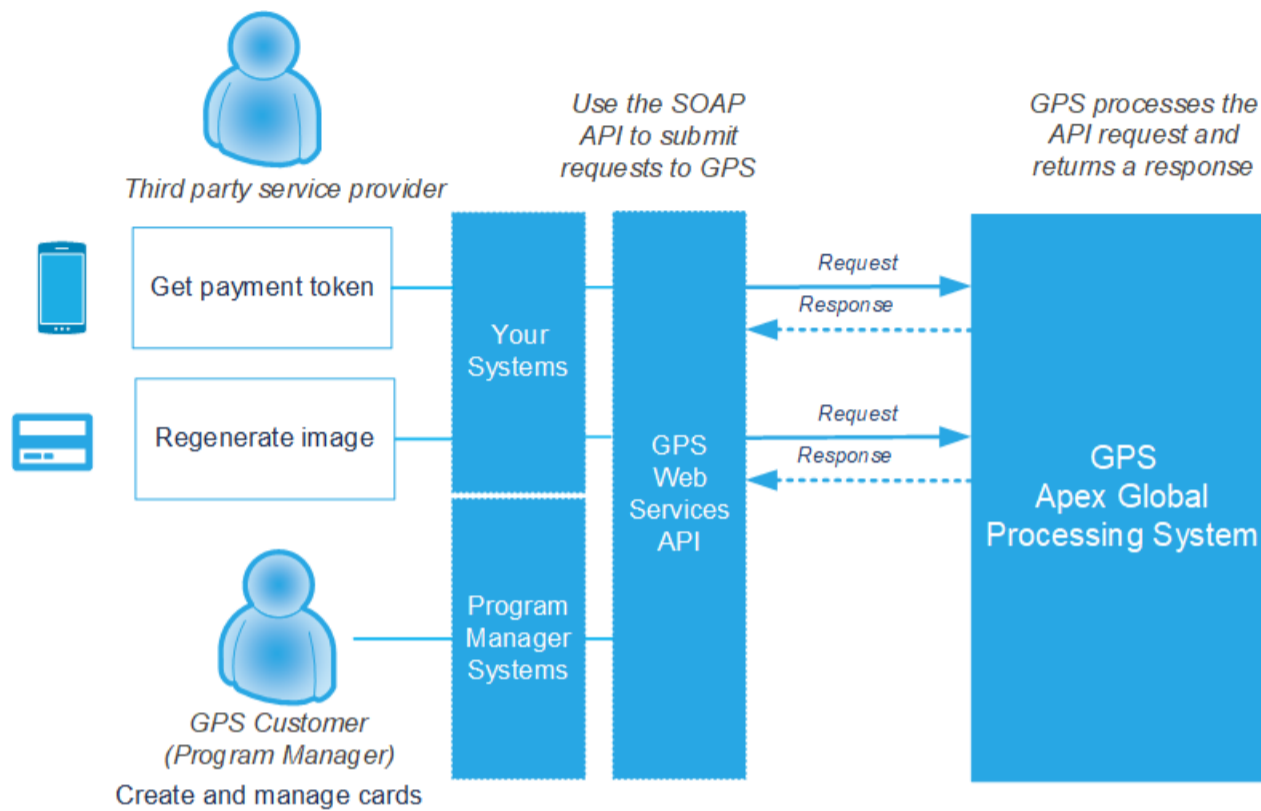 Use the SOAP
API to submit
requests to GPS
GPS processes the
API request and
returns a response
Third party service provider
Get payment token
Regenerate image
Your
Systems
Program
Manager
Systems
GPS
Web
Services
API
Request
Response
Request
Response
GPS
Apex Global
Processing System
GPS Customer
(Program Manager)
Create and manage cards